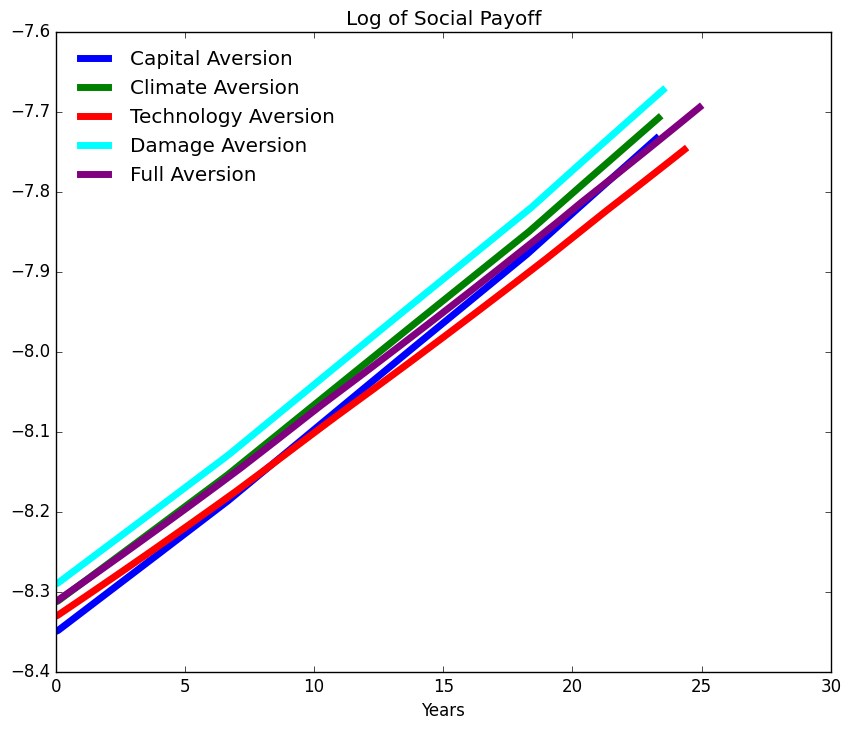 Log of Social Payoff
−7.6
−7.7
−7.8
−7.9
−8.0
−8.1
−8.2
−8.3
−8.4
Capital Aversion
Climate Aversion
Technology Aversion
Damage Aversion
Full Aversion
0 5 10 15 20 25 30
Years